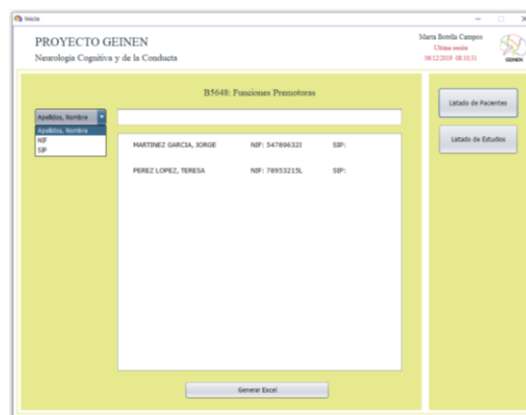 Inicio
PROYECTO GEINEN
Neurología Cognitiva y de la Conducta
Marta Botella Campos
Última sesión
08/12/2019 08:10:31
GEINEN
B5648: Funciones Premotoras
Apellidos, Nombre
Apellidos, Nombre
NIF
SIP
MARTINEZ GARCIA, JORGE NIF: 54789632J SIP:
PEREZ LOPEZ, TERESA NIF: 78953215L SIP:
Generar Excel
Listado de Pacientes
Listado de Estudios